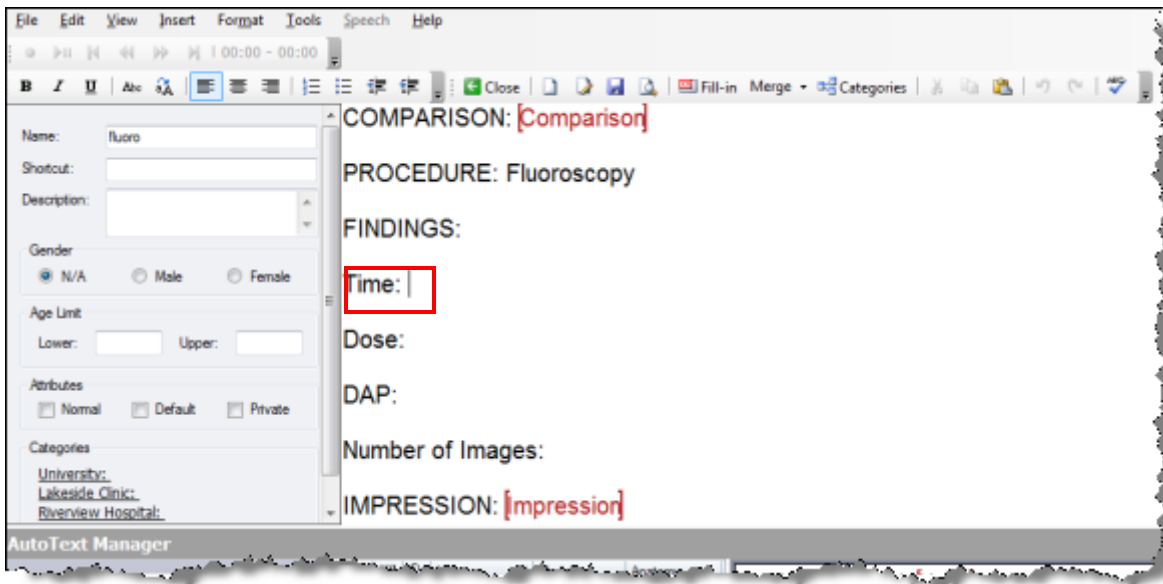 File Edit View Insert Format Tools Speech Help
00:00 - 00:00
B I U Abc Close Fill-in Merge Categories
Name: fluoro
Shortcut:
Description:
Gender
N/A Male Female
Age Limit
Lower: Upper:
Attributes
Normal Default Private
Categories
University:
Lakeside Clinic:
Riverview Hospital:
COMPARISON: [Comparison]
PROCEDURE: Fluoroscopy
FINDINGS:
Time:
Dose:
DAP:
Number of Images:
IMPRESSION: [Impression]
AutoText Manager